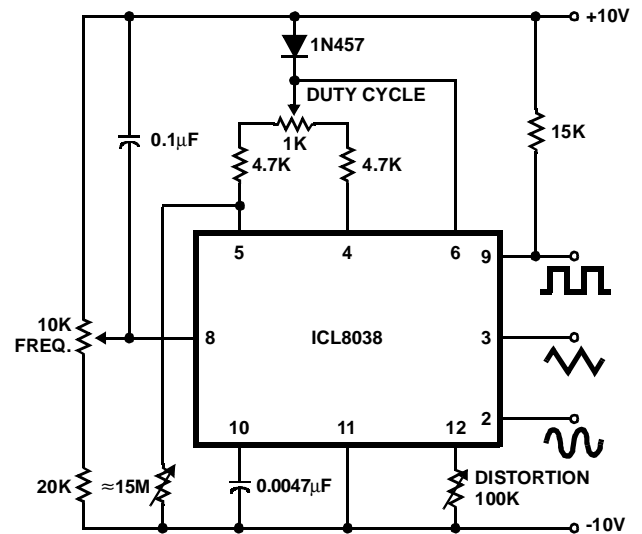 +10V
1N457
DUTY CYCLE
0.1μF
1K
15K
4.7K
4.7K
5
4
6
9
10K
FREQ.
8
ICL8038
3
2
10
11
12
20K
≈15M
0.0047μF
DISTORTION
100K
-10V